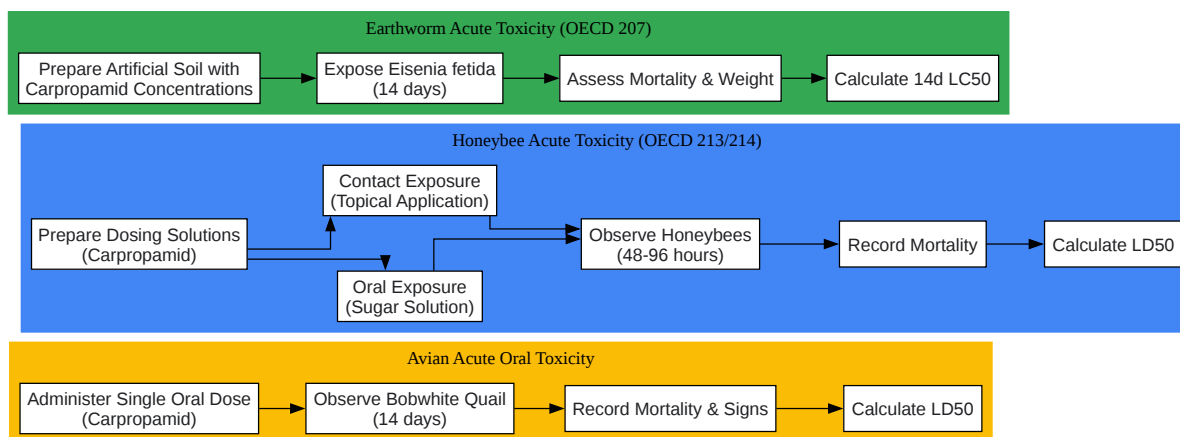 Earthworm Acute Toxicity (OECD 207)
Prepare Artificial Soil with
Carpropamid Concentrations
Expose Eisenia fetida
(14 days)
Assess Mortality & Weight
Calculate 14d LC50
Honeybee Acute Toxicity (OECD 213/214)
Prepare Dosing Solutions
(Carpropamid)
Contact Exposure
(Topical Application)
Oral Exposure
(Sugar Solution)
Observe Honeybees
(48-96 hours)
Record Mortality
Calculate LD50
Avian Acute Oral Toxicity
Administer Single Oral Dose
(Carpropamid)
Observe Bobwhite Quail
(14 days)
Record Mortality & Signs
Calculate LD50